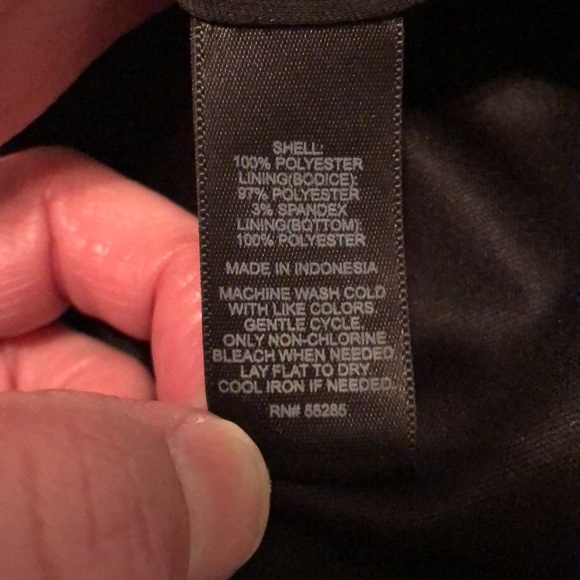 SHELL:
100% POLYESTER
LINING(BODICE):
97% POLYESTER
3% SPANDEX
LINING(BOTTOM):
100% POLYESTER
MADE IN INDONESIA
MACHINE WASH COLD
WITH LIKE COLORS,
GENTLE CYCLE,
ONLY NON-CHLORINE
BLEACH WHEN NEEDED,
LAY FLAT TO DRY.
COOL IRON IF NEEDED.
RN# 56285